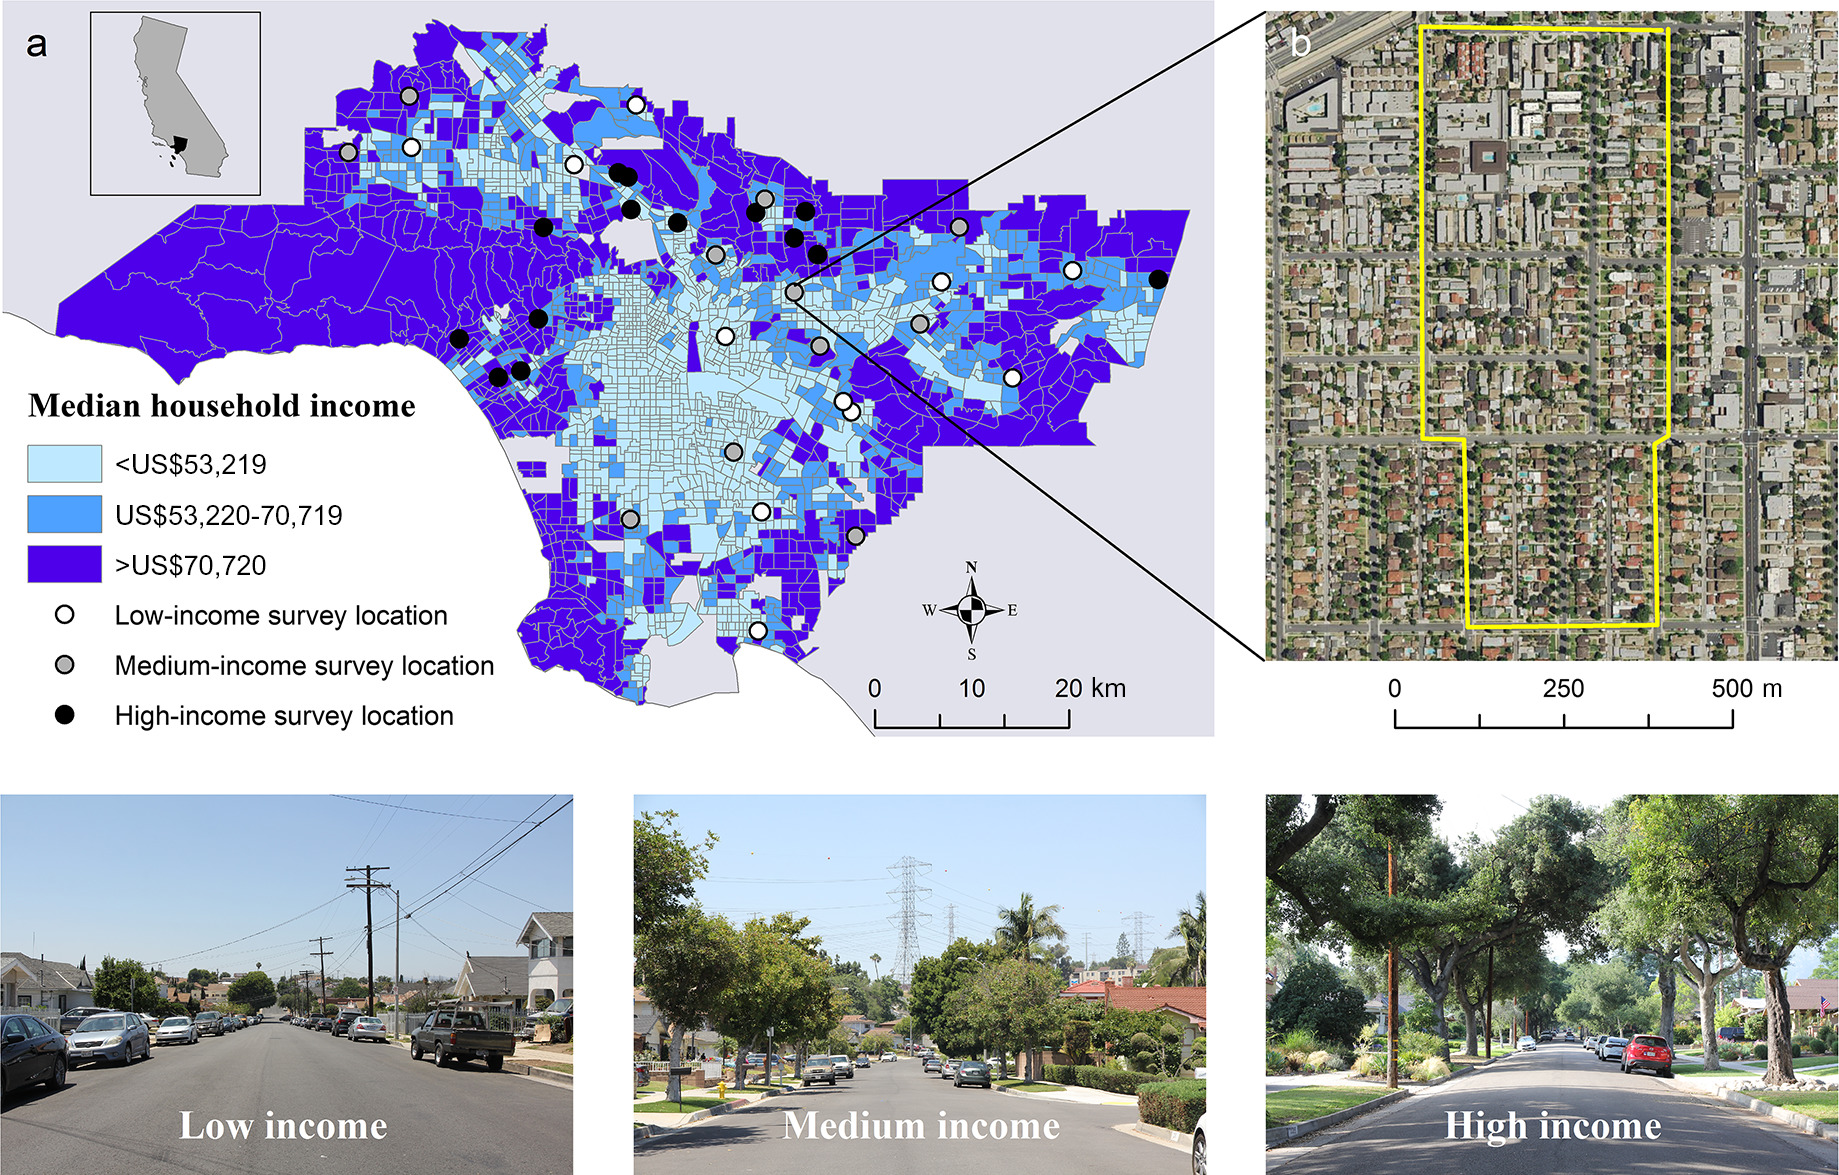 a
b
Median household income
<US$53,219
US$53,220-70,719
>US$70,720
Low-income survey location
Medium-income survey location
High-income survey location
N
W E
S
0 10 20 km
0 250 500 m
Low income
Medium income
High income